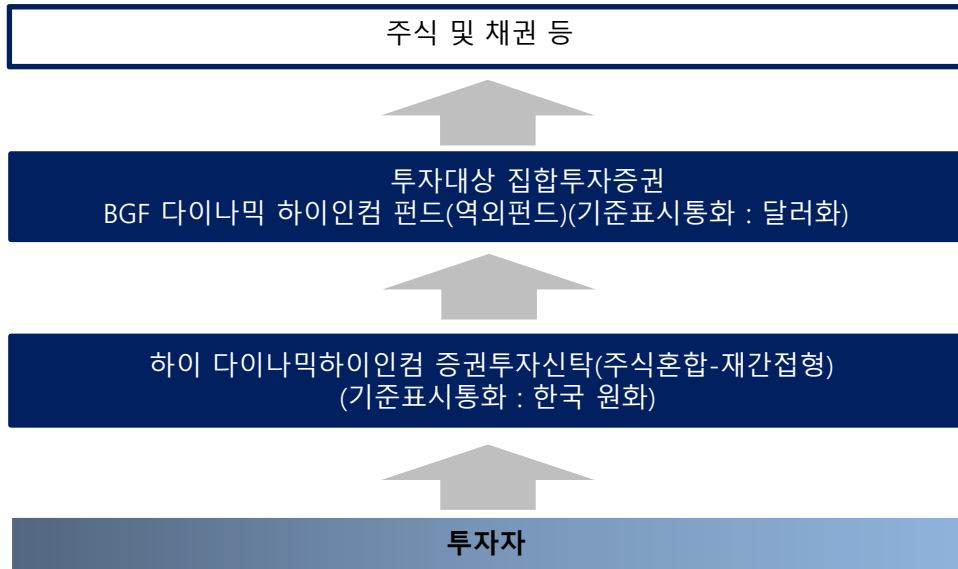 주식 및 채권 등
투자대상 집합투자증권
BGF 다이나믹 하이인컴 펀드(역외펀드)(기준표시통화 : 달러화)
하이 다이나믹하이인컴 증권투자신탁(주식혼합-재간접형)
(기준표시통화 : 한국 원화)
투자자